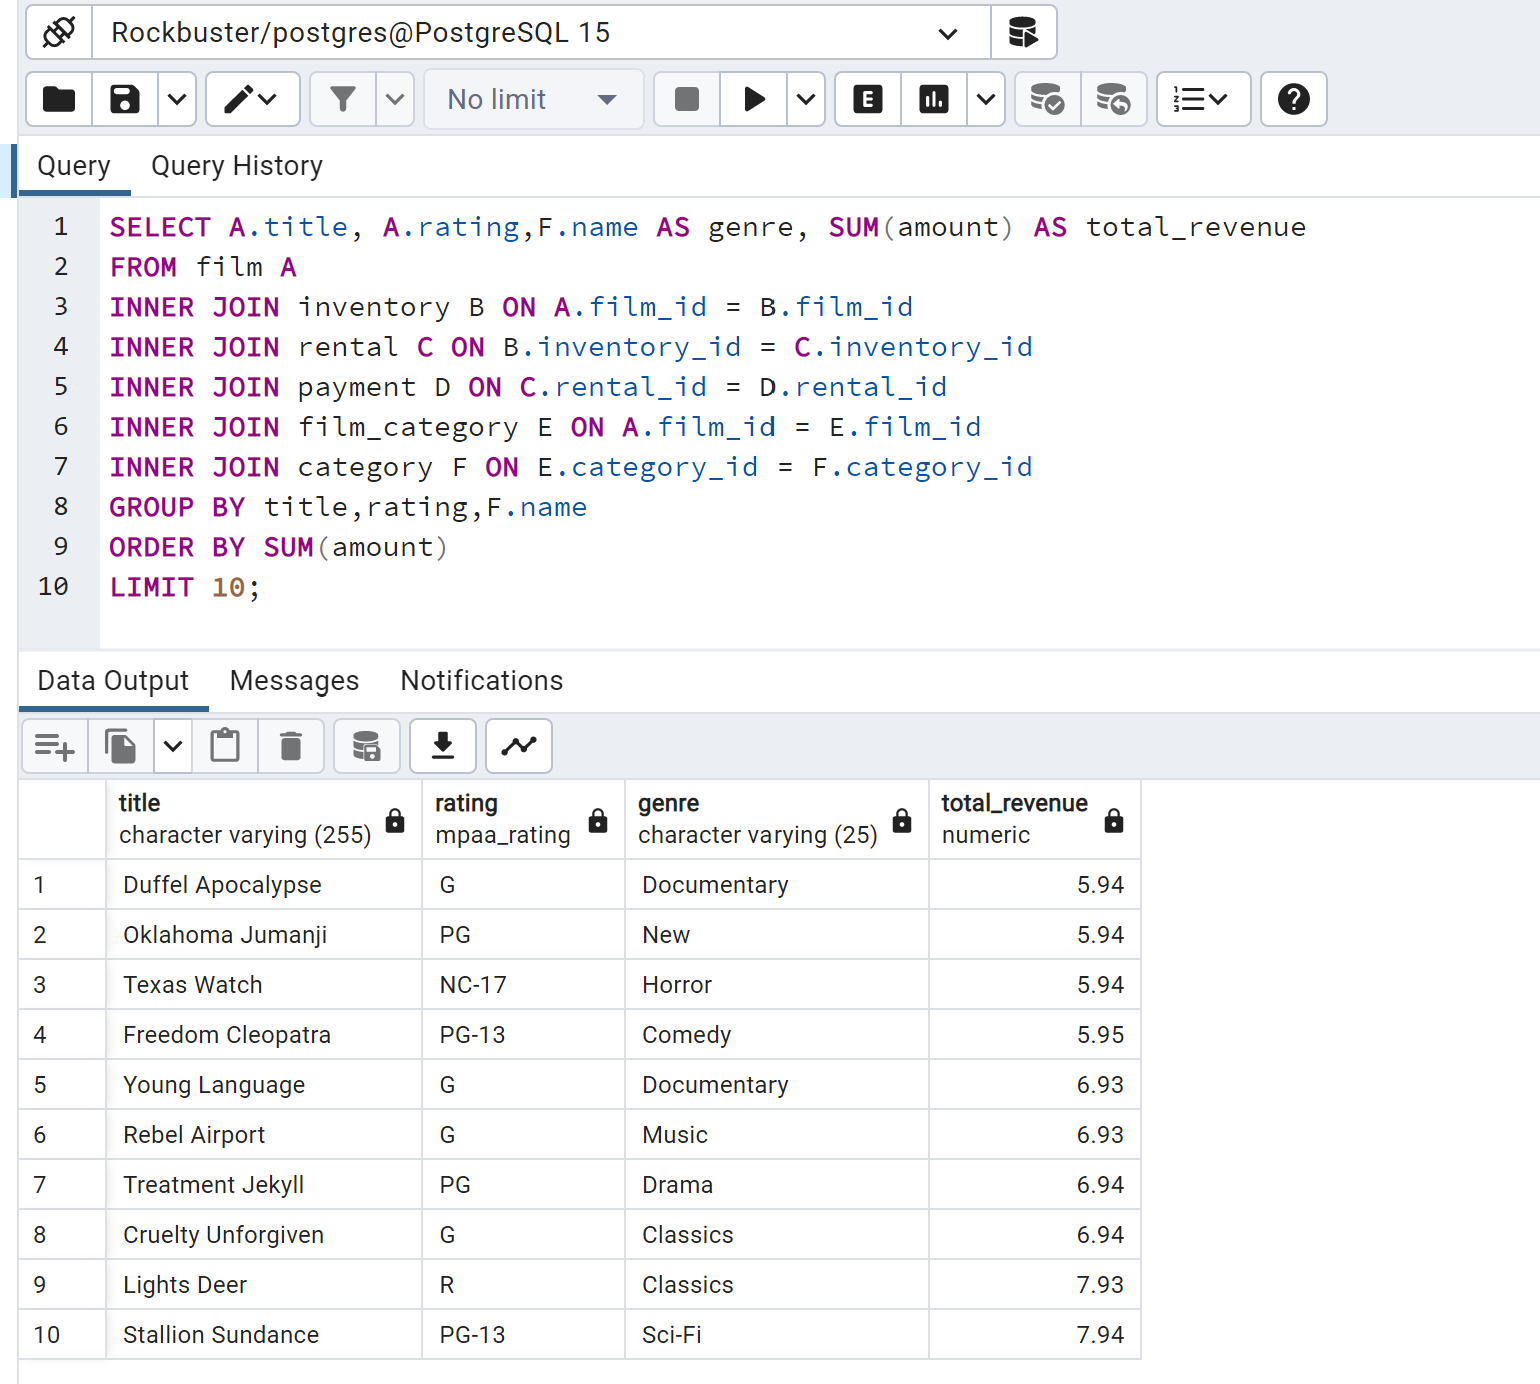 Rockbuster/postgres@PostgreSQL 15
No limit
E
Query Query History
1 SELECT A.title, A.rating,F.name AS genre, SUM(amount) AS total_revenue
2 FROM film A
3 INNER JOIN inventory B ON A.film_id = B.film_id
4 INNER JOIN rental C ON B.inventory_id = C.inventory_id
5 INNER JOIN payment D ON C.rental_id = D.rental_id
6 INNER JOIN film_category E ON A.film_id = E.film_id
7 INNER JOIN category F ON E.category_id = F.category_id
8 GROUP BY title,rating,F.name
9 ORDER BY SUM(amount)
10 LIMIT 10;
Data Output Messages Notifications
title rating genre total_revenue
character varying (255) mpaa_rating character varying (25) numeric
1 Duffel Apocalypse G Documentary 5.94
2 Oklahoma Jumanji PG New 5.94
3 Texas Watch NC-17 Horror 5.94
4 Freedom Cleopatra PG-13 Comedy 5.95
5 Young Language G Documentary 6.93
6 Rebel Airport G Music 6.93
7 Treatment Jekyll PG Drama 6.94
8 Cruelty Unforgiven G Classics 6.94
9 Lights Deer R Classics 7.93
10 Stallion Sundance PG-13 Sci-Fi 7.94